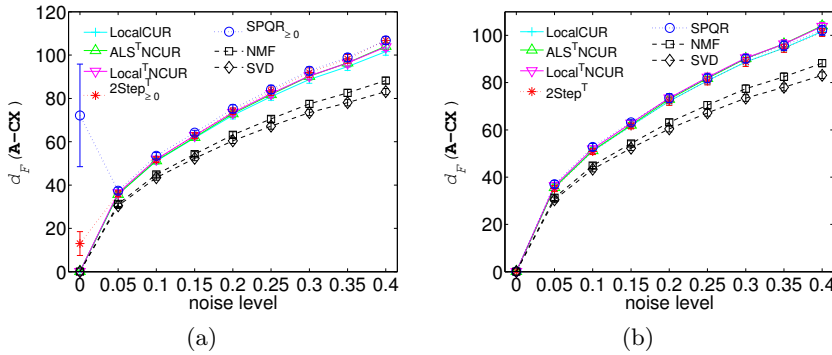 120
100
80
60
40
20
0
d_F (A-CX)
LocalCUR
ALS^T NCUR
Local^T NCUR
2Step^T_≥0
SPQR_≥0
NMF
SVD
0 0.05 0.1 0.15 0.2 0.25 0.3 0.35 0.4
noise level
(a)
100
80
60
40
20
0
d_F (A-CX)
LocalCUR
ALS^T NCUR
Local^T NCUR
2Step^T
SPQR
NMF
SVD
0 0.05 0.1 0.15 0.2 0.25 0.3 0.35 0.4
noise level
(b)